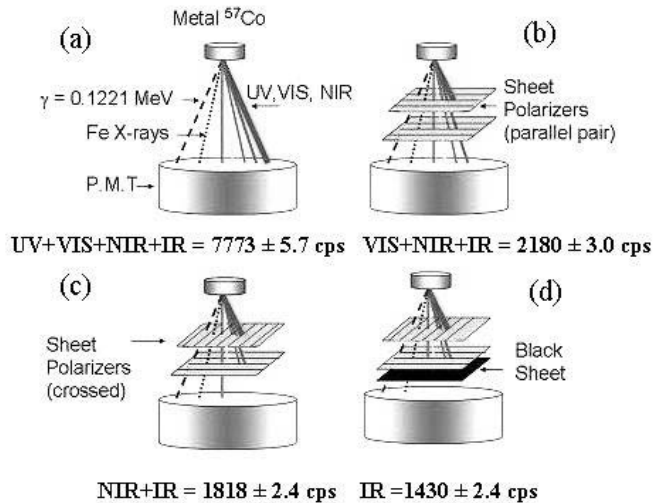 Metal ⁵⁷Co
(a)
(b)
γ = 0.1221 MeV
UV,VIS, NIR
Fe X-rays
P.M.T
Sheet
Polarizers
(parallel pair)
UV+VIS+NIR+IR = 7773 ± 5.7 cps
VIS+NIR+IR = 2180 ± 3.0 cps
(c)
(d)
Sheet
Polarizers
(crossed)
Black
Sheet
NIR+IR = 1818 ± 2.4 cps
IR =1430 ± 2.4 cps